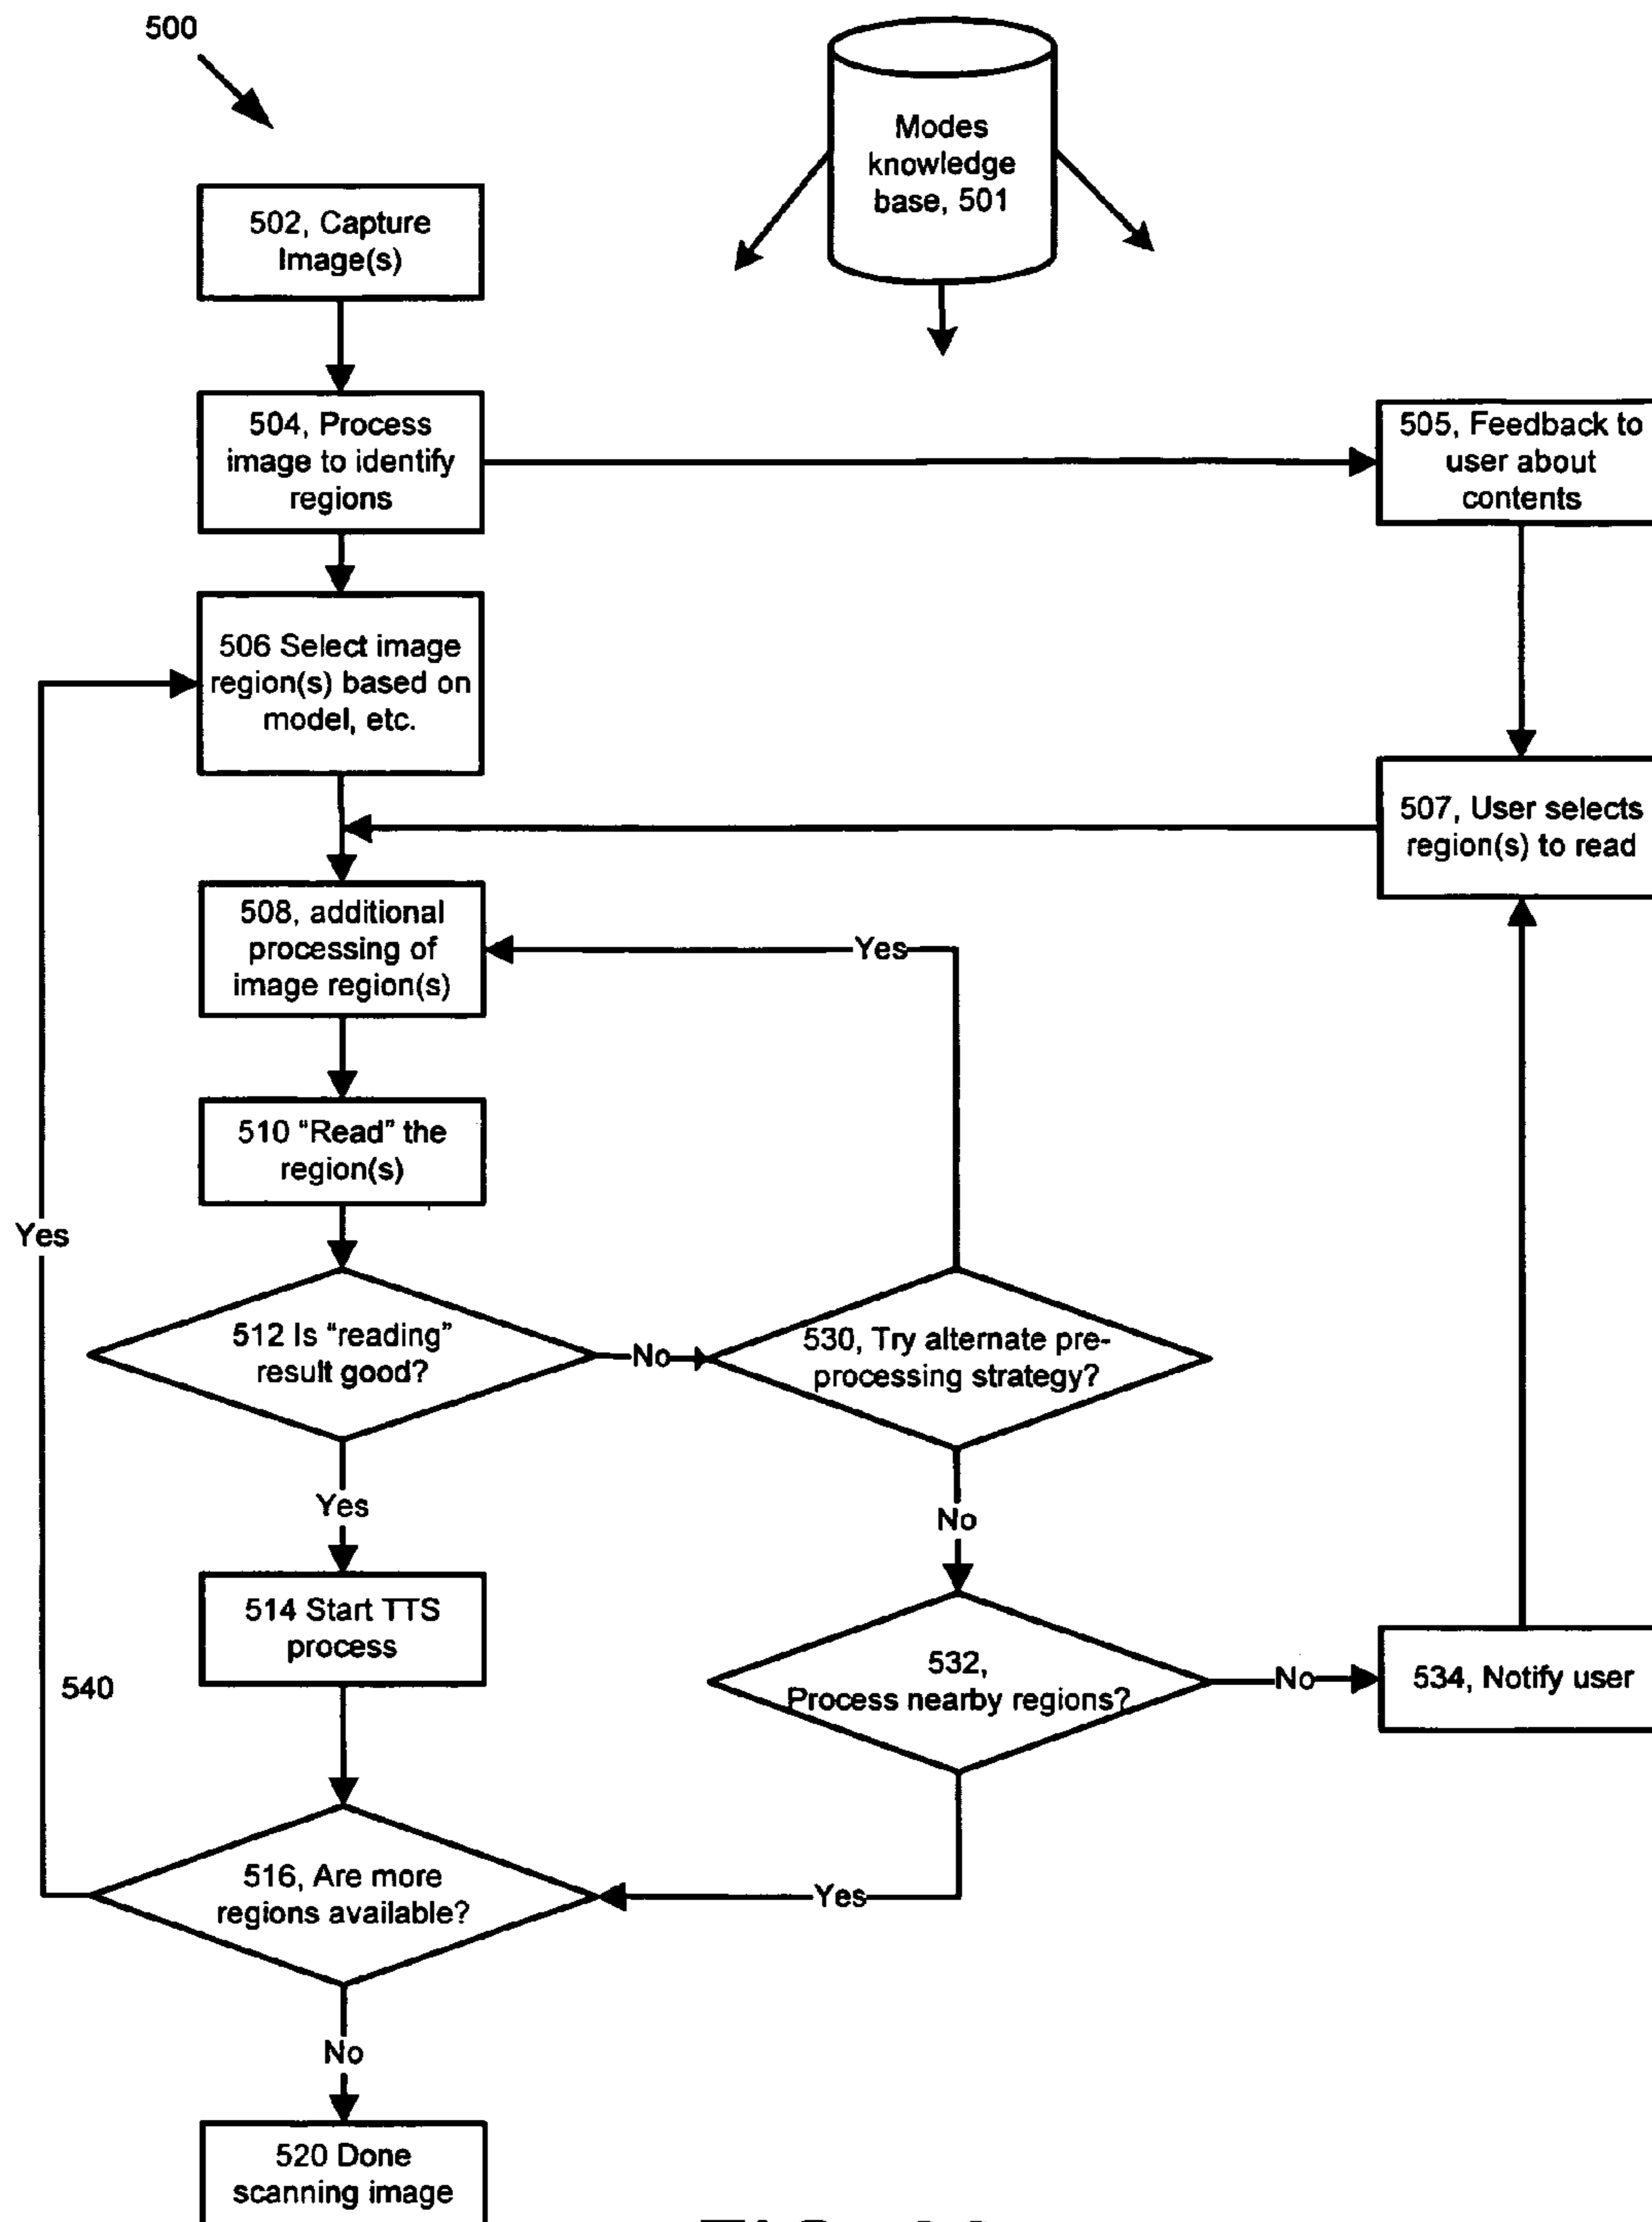 500
Modes
knowledge
base, 501
502, Capture
Image(s)
504, Process
image to identify
regions
505, Feedback to
user about
contents
506 Select image
region(s) based on
model, etc.
507, User selects
region(s) to read
508, additional
processing of
image region(s)
Yes
510 “Read” the
region(s)
Yes
512 Is “reading”
result good?
No
530, Try alternate pre-
processing strategy?
Yes
No
514 Start TTS
process
532,
Process nearby regions?
No
534, Notify user
540
516, Are more
regions available?
Yes
No
520 Done
scanning image